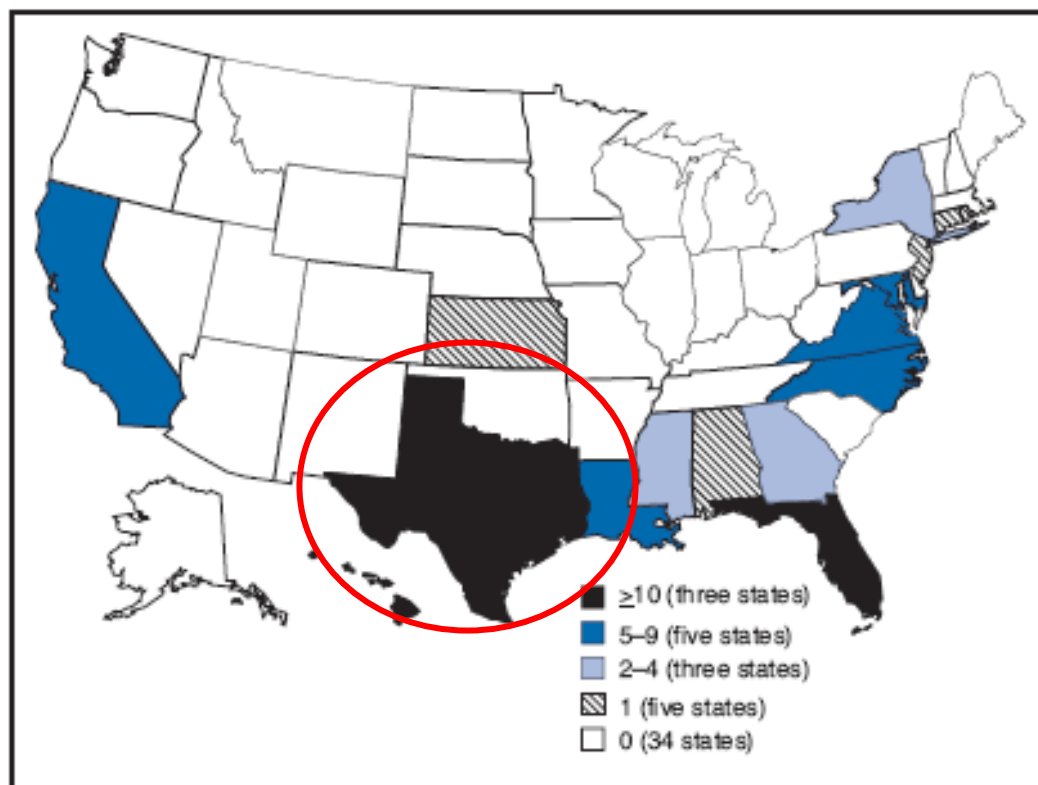 ≥10 (three states)
5–9 (five states)
2–4 (three states)
1 (five states)
0 (34 states)